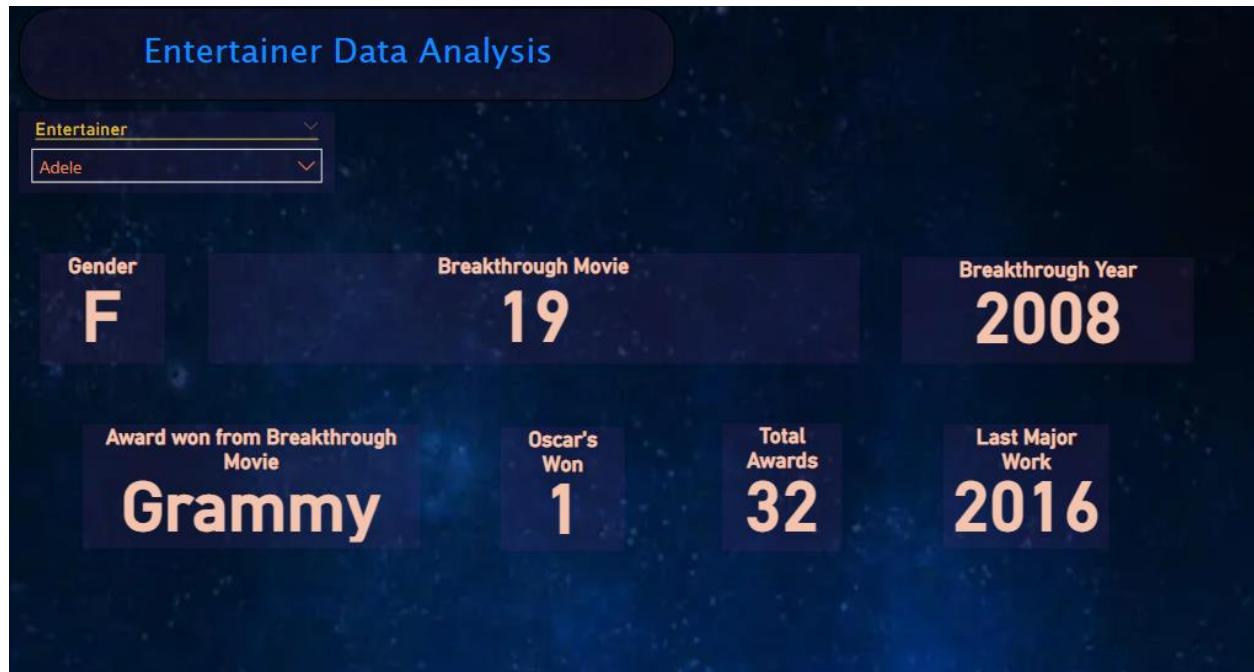 Entertainer Data Analysis
Entertainer
Adele
Gender
F
Breakthrough Movie
19
Breakthrough Year
2008
Award won from Breakthrough
Movie
Grammy
Oscar's
Won
1
Total
Awards
32
Last Major
Work
2016